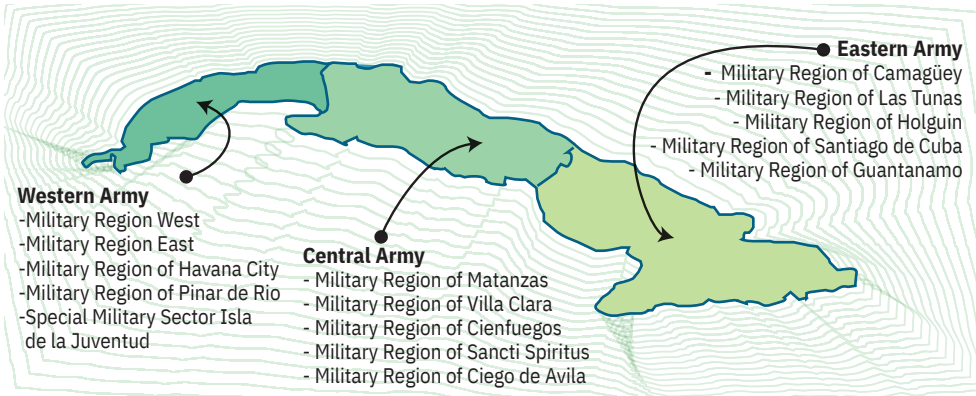 Western Army
-Military Region West
-Military Region East
-Military Region of Havana City
-Military Region of Pinar de Rio
-Special Military Sector Isla
de la Juventud
Central Army
- Military Region of Matanzas
- Military Region of Villa Clara
- Military Region of Cienfuegos
- Military Region of Sancti Spiritus
- Military Region of Ciego de Avila
Eastern Army
- Military Region of Camagüey
- Military Region of Las Tunas
- Military Region of Holguin
- Military Region of Santiago de Cuba
- Military Region of Guantanamo